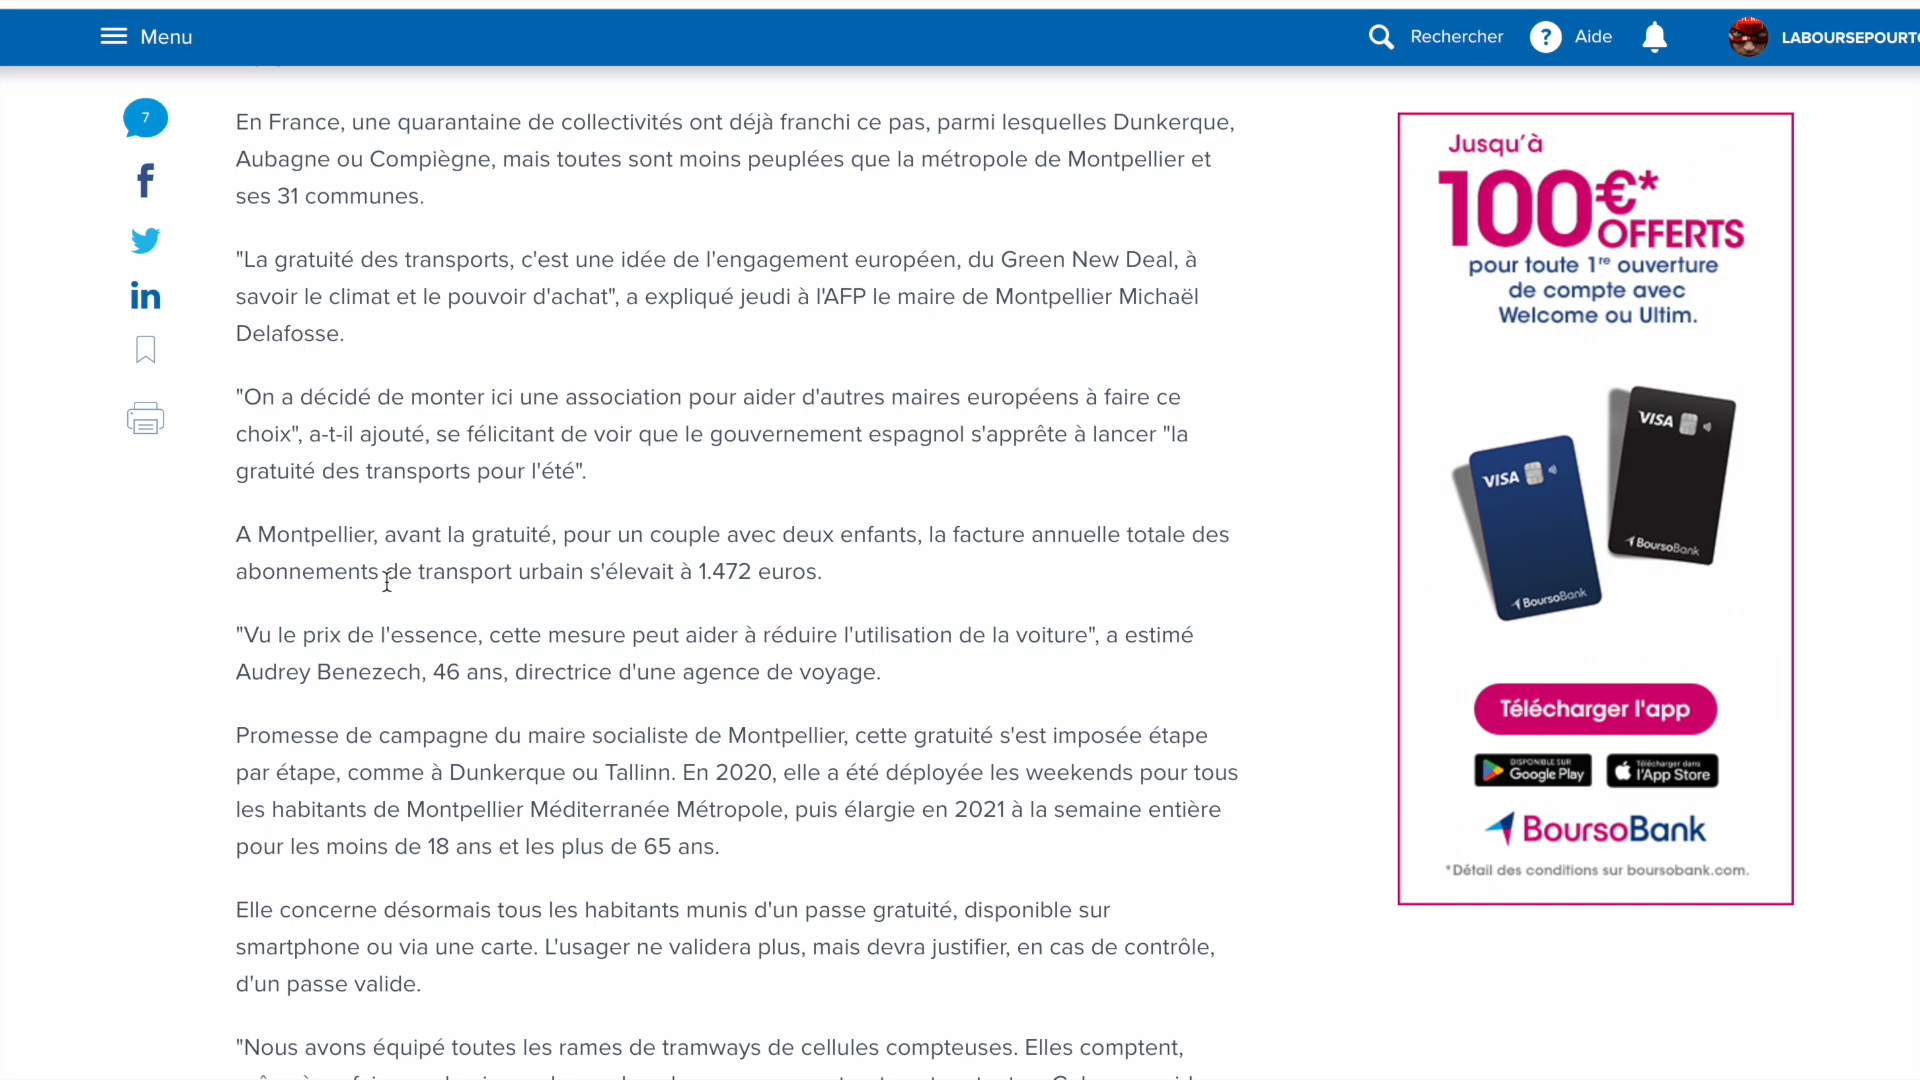 Menu
Rechercher
? Aide
LABOURSEPOURT
7
En France, une quarantaine de collectivités ont déjà franchi ce pas, parmi lesquelles Dunkerque,
Aubagne ou Compiègne, mais toutes sont moins peuplées que la métropole de Montpellier et
ses 31 communes.
"La gratuité des transports, c'est une idée de l'engagement européen, du Green New Deal, à
savoir le climat et le pouvoir d'achat", a expliqué jeudi à l'AFP le maire de Montpellier Michaël
Delafosse.
"On a décidé de monter ici une association pour aider d'autres maires européens à faire ce
choix", a-t-il ajouté, se félicitant de voir que le gouvernement espagnol s'apprête à lancer "la
gratuité des transports pour l'été".
A Montpellier, avant la gratuité, pour un couple avec deux enfants, la facture annuelle totale des
abonnements de transport urbain s'élevait à 1.472 euros.
"Vu le prix de l'essence, cette mesure peut aider à réduire l'utilisation de la voiture", a estimé
Audrey Benezech, 46 ans, directrice d'une agence de voyage.
Promesse de campagne du maire socialiste de Montpellier, cette gratuité s'est imposée étape
par étape, comme à Dunkerque ou Tallinn. En 2020, elle a été déployée les weekends pour tous
les habitants de Montpellier Méditerranée Métropole, puis élargie en 2021 à la semaine entière
pour les moins de 18 ans et les plus de 65 ans.
Elle concerne désormais tous les habitants munis d'un passe gratuité, disponible sur
smartphone ou via une carte. L'usager ne validera plus, mais devra justifier, en cas de contrôle,
d'un passe valide.
"Nous avons équipé toutes les rames de tramways de cellules compteuses. Elles comptent,
Jusqu'à
100€*
OFFERTS
pour toute 1re ouverture
de compte avec
Welcome ou Ultim.
VISA
BoursoBank
VISA
BoursoBank
Télécharger l'app
DISPONIBLE SUR
Google Play
Télécharger dans
l'App Store
BoursoBank
*Détail des conditions sur boursobank.com.